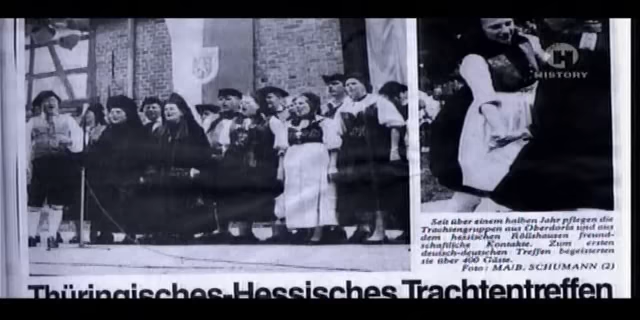 H
HISTORY
Seit über einem halben Jahr pflegen die
Trachtengruppen aus Oberdorla und aus
dem hessischen Röllshausen freund-
schaftliche Kontakte. Zum ersten
deutsch-deutschen Treffen begeisterten
sie über 400 Gäste.
Foto: MA/B. SCHUMANN (2)
Thüringisches-Hessisches Trachtentreffen